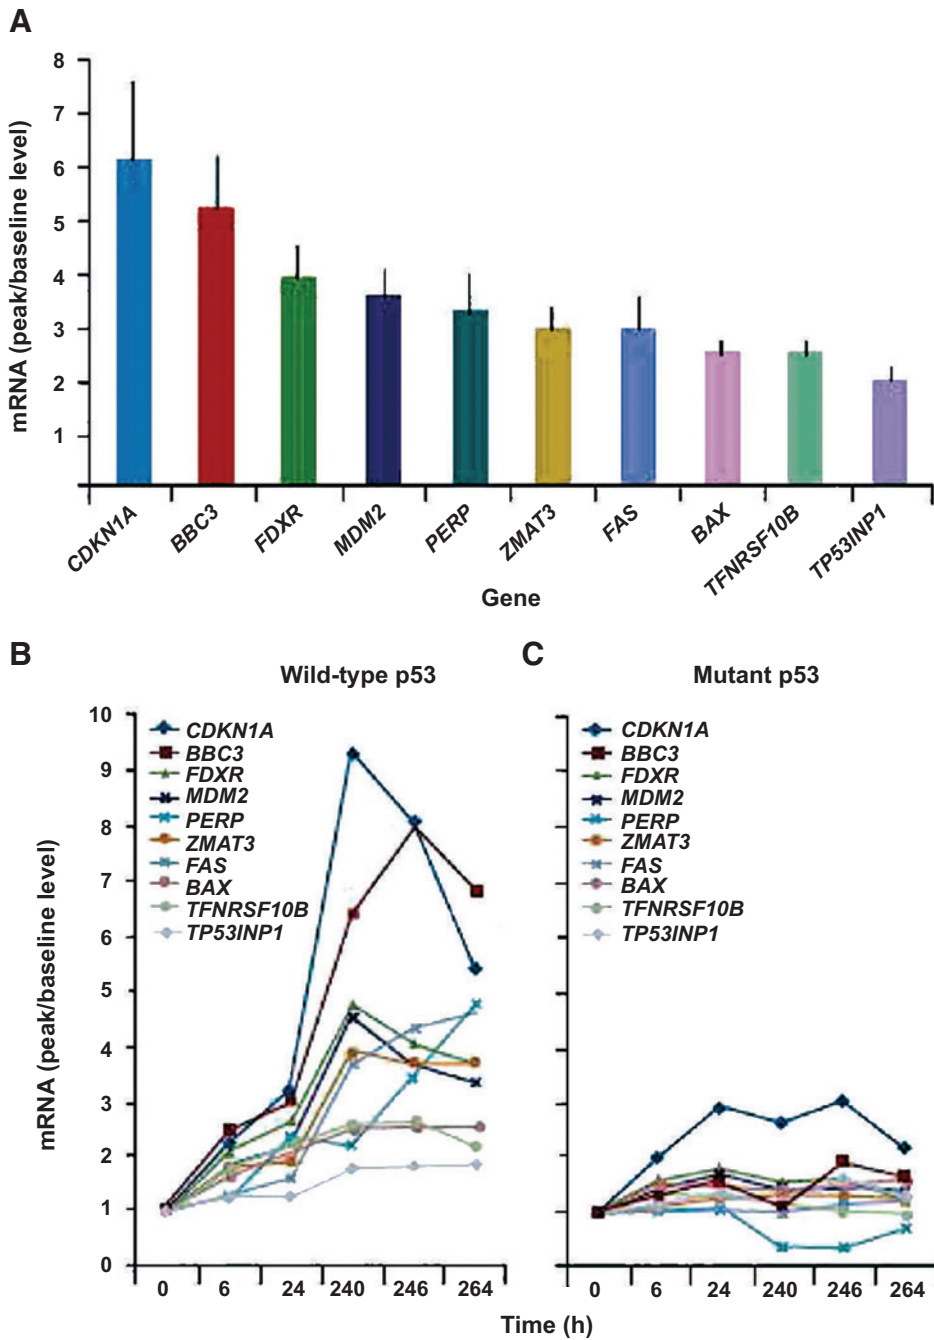 A
8
7
6
5
4
3
2
1
mRNA (peak/baseline level)
CDKN1A
BBC3
FDXR
MDM2
PERP
ZMAT3
FAS
BAX
TFNRSF10B
TP53INP1
Gene
B
Wild-type p53
10
9
8
7
6
5
4
3
2
1
0
mRNA (peak/baseline level)
CDKN1A
BBC3
FDXR
MDM2
PERP
ZMAT3
FAS
BAX
TFNRSF10B
TP53INP1
0 6 24 240 246 264
C
Mutant p53
CDKN1A
BBC3
FDXR
MDM2
PERP
ZMAT3
FAS
BAX
TFNRSF10B
TP53INP1
0 6 24 240 246 264
Time (h)